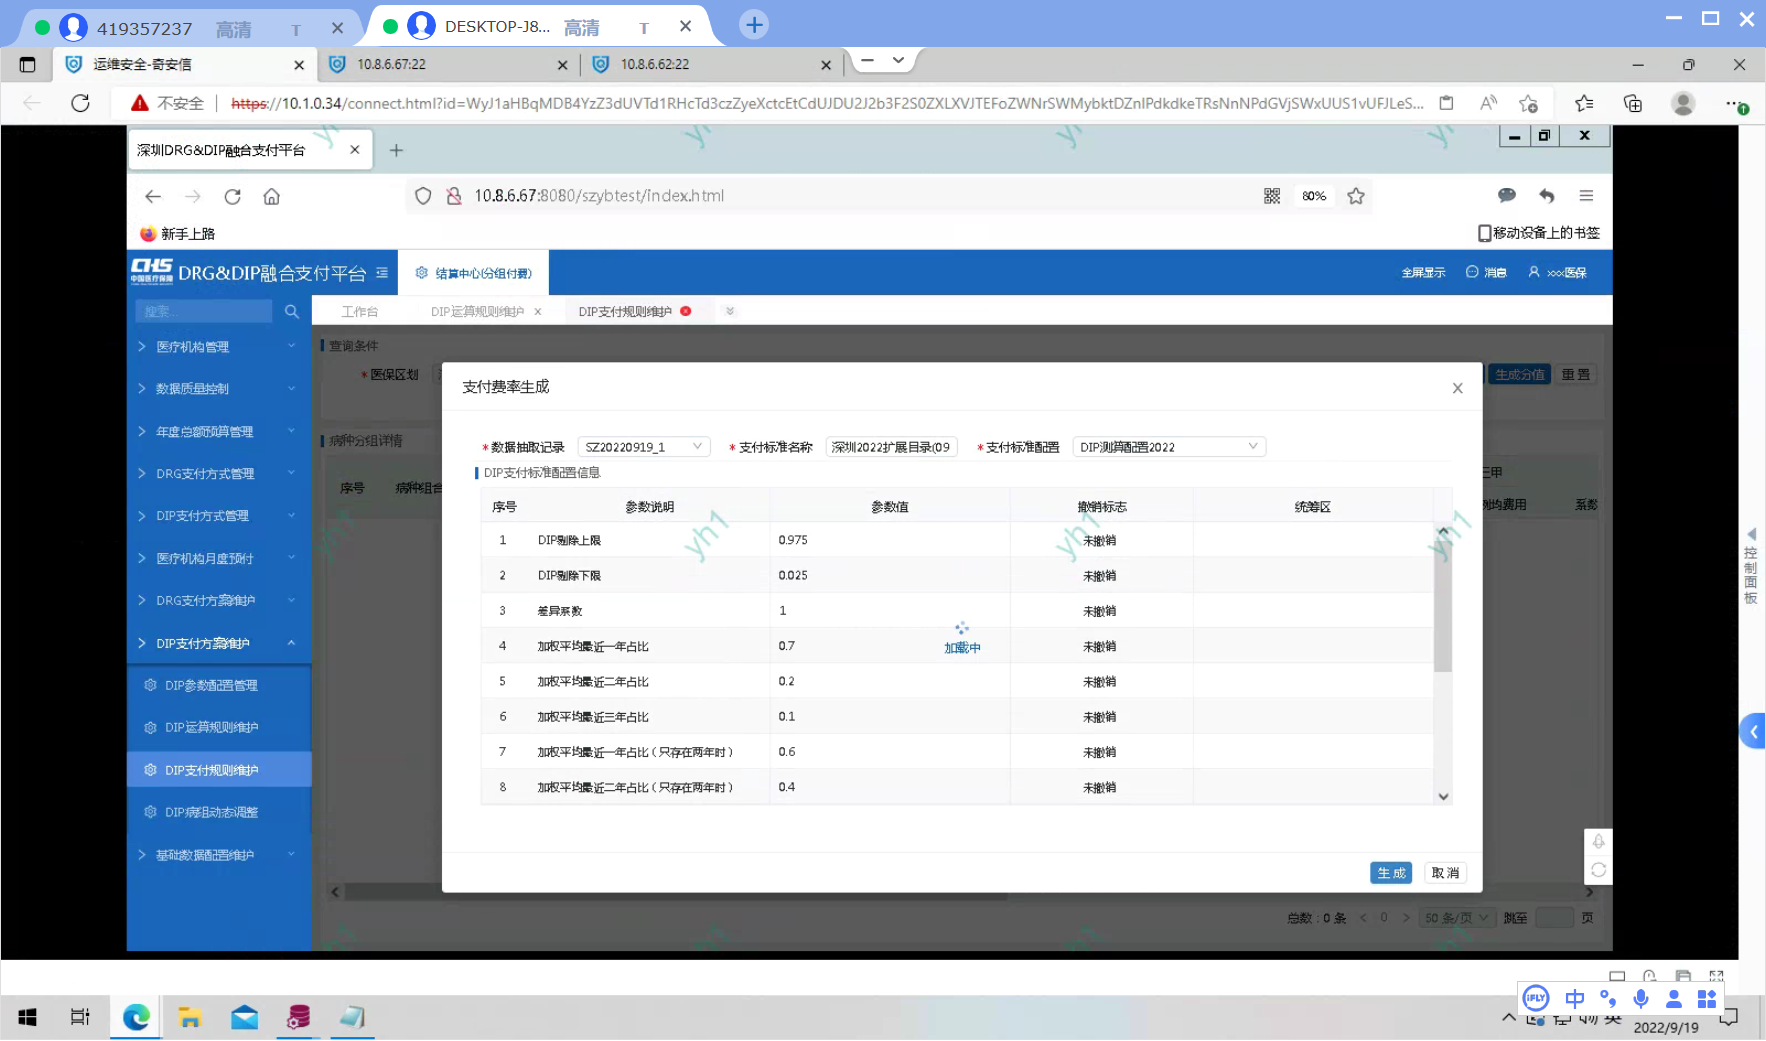 419357237 高清 T
DESKTOP-J8... 高清 T
运维安全-奇安信
10.8.6.67:22
10.8.6.62:22
不安全 https://10.1.0.34/connect.html?id=WyJ1aHBqMDB4YzZ3dUVTd1RHcTd3czZyeXctcEtCdUJDU2J2b3F2S0ZXLXVJTEFoZWNrSWMybktDZnlPdkdkeTRsNnNPdGVjSWxUUS1vUFJLeS...
深圳DRG&DIP融合支付平台
10.8.6.67:8080/szybtest/index.html
80%
新手上路
移动设备上的书签
CHS 中国医疗保障
DRG&DIP融合支付平台
结算中心(分组付费)
全屏显示 消息 xxx医保
搜索...
工作台 DIP运算规则维护 DIP支付规则维护
医疗机构管理
数据质量控制
年度总额预算管理
DRG支付方式管理
DIP支付方式管理
医疗机构月度预付
DRG支付方案维护
DIP支付方案维护
DIP参数配置管理
DIP运算规则维护
DIP支付规则维护
DIP病组动态调整
基础数据配置维护
查询条件
*医保区划
生成分值 重置
病种分组详情
序号 病种组合
三甲
例均费用 系数
支付费率生成
*数据抽取记录 SZ20220919_1 *支付标准名称 深圳2022扩展目录(09 *支付标准配置 DIP测算配置2022
DIP支付标准配置信息
序号 参数说明 参数值 撤销标志 统筹区
1 DIP剔除上限 0.975 未撤销
2 DIP剔除下限 0.025 未撤销
3 差异系数 1 未撤销
4 加权平均最近一年占比 0.7 未撤销
5 加权平均最近二年占比 0.2 未撤销
6 加权平均最近三年占比 0.1 未撤销
7 加权平均最近一年占比(只存在两年时) 0.6 未撤销
8 加权平均最近二年占比(只存在两年时) 0.4 未撤销
加载中
生成 取消
总数:0条 < 0 > 50条/页 跳至 页
yh1
yh1
yh1
yh1
yh1
yh1
yh1
yh1
yh1
yh1
yh1
yh1
控制面板
iFLY 中
英
2022/9/19